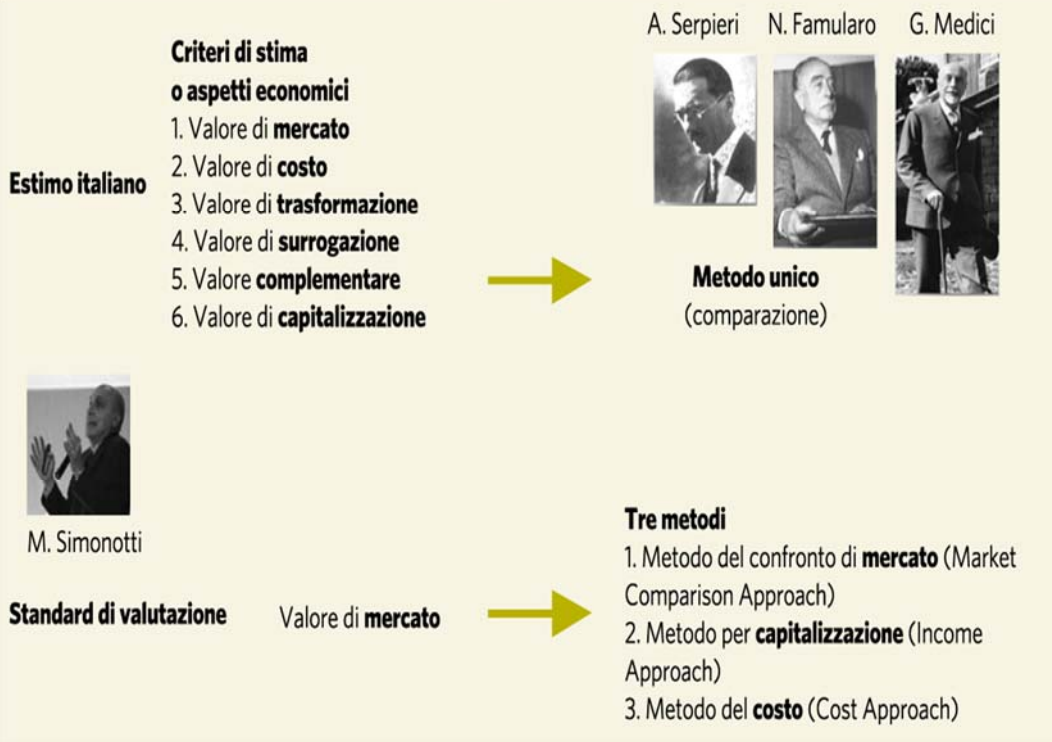 Estimo italiano
Criteri di stima
o aspetti economici
1. Valore di mercato
2. Valore di costo
3. Valore di trasformazione
4. Valore di surrogazione
5. Valore complementare
6. Valore di capitalizzazione
A. Serpieri
N. Famularo
G. Medici
Metodo unico
(comparazione)
M. Simonotti
Standard di valutazione
Valore di mercato
Tre metodi
1. Metodo del confronto di mercato (Market
Comparison Approach)
2. Metodo per capitalizzazione (Income
Approach)
3. Metodo del costo (Cost Approach)